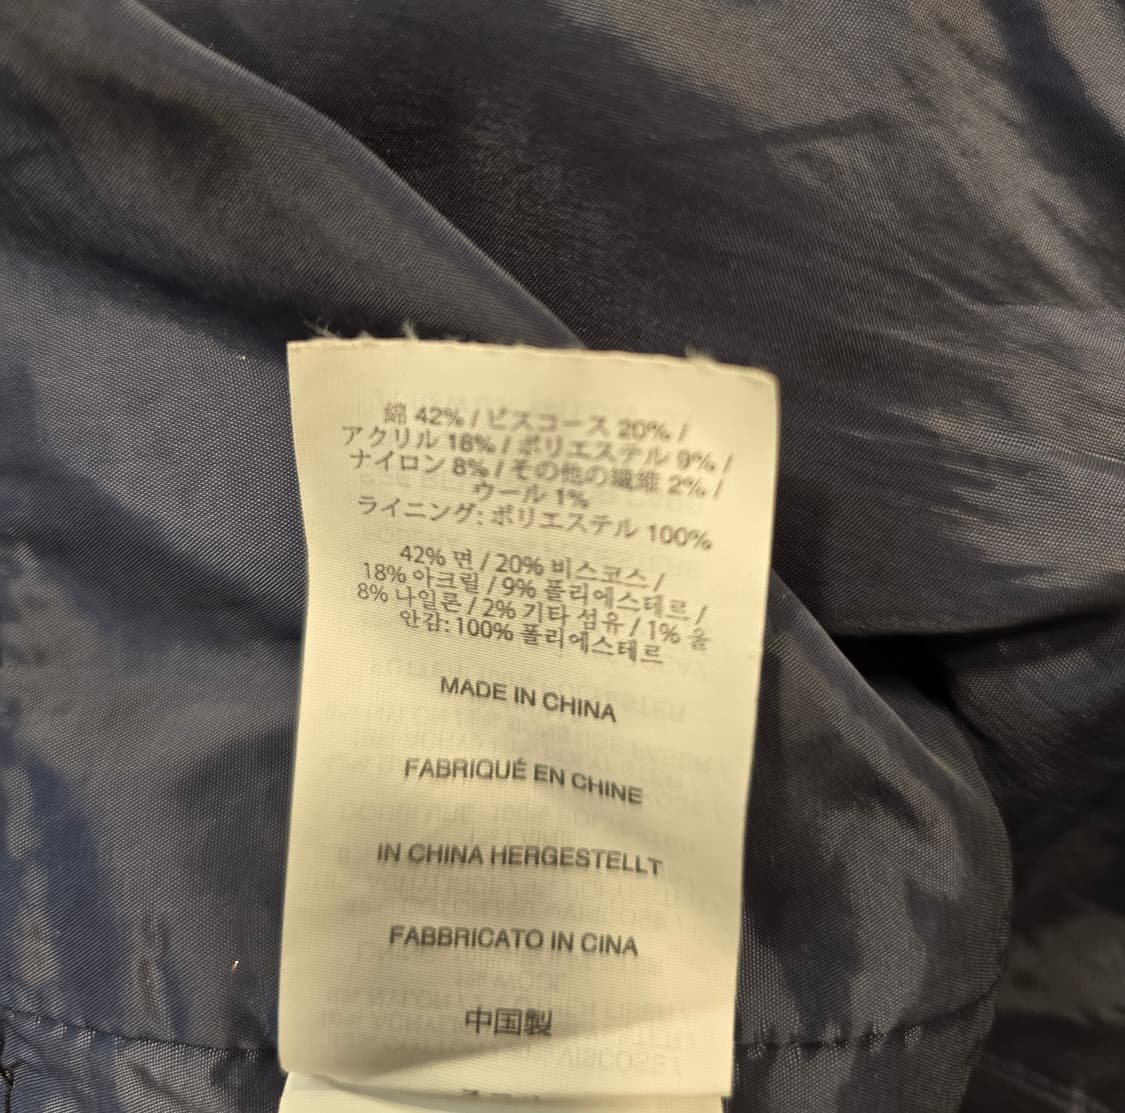 綿 42% / ビスコース 20% /
アクリル 18% / ポリエステル 9% /
ナイロン 8% / その他の繊維 2% /
ウール 1%
ライニング: ポリエステル 100%
42% 면 / 20% 비스코스 /
18% 아크릴 / 9% 폴리에스테르 /
8% 나일론 / 2% 기타 섬유 / 1% 울
안감: 100% 폴리에스테르
MADE IN CHINA
FABRIQUÉ EN CHINE
IN CHINA HERGESTELLT
FABBRICATO IN CINA
中国製